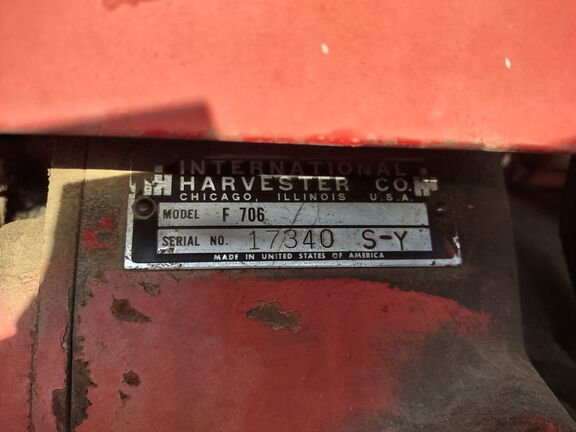 INTERNATIONAL
HARVESTER CO.
CHICAGO, ILLINOIS U.S.A.
MODEL F 706
SERIAL NO. 17340 S-Y
MADE IN UNITED STATES OF AMERICA